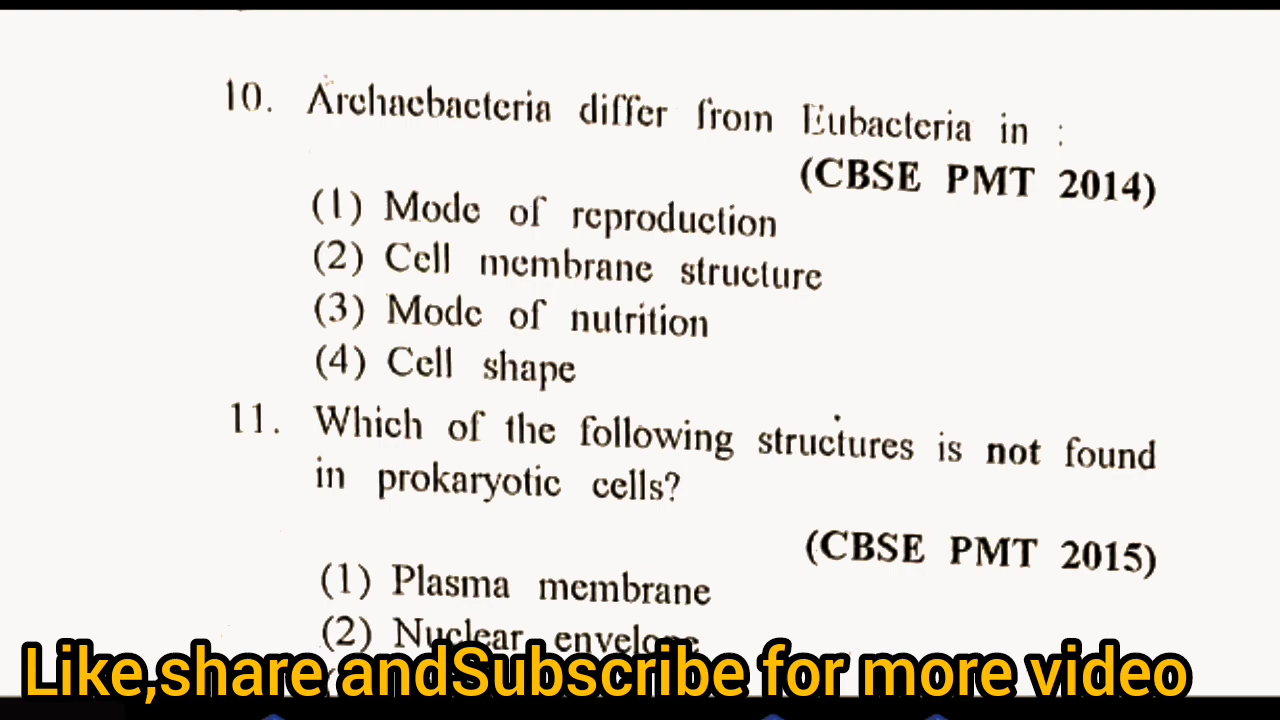 10. Archaebacteria differ from Eubacteria in :
(CBSE PMT 2014)
(1) Mode of reproduction
(2) Cell membrane structure
(3) Mode of nutrition
(4) Cell shape
11. Which of the following structures is not found
in prokaryotic cells?
(CBSE PMT 2015)
(1) Plasma membrane
(2) Nuclear envelope
Like,share andSubscribe for more video